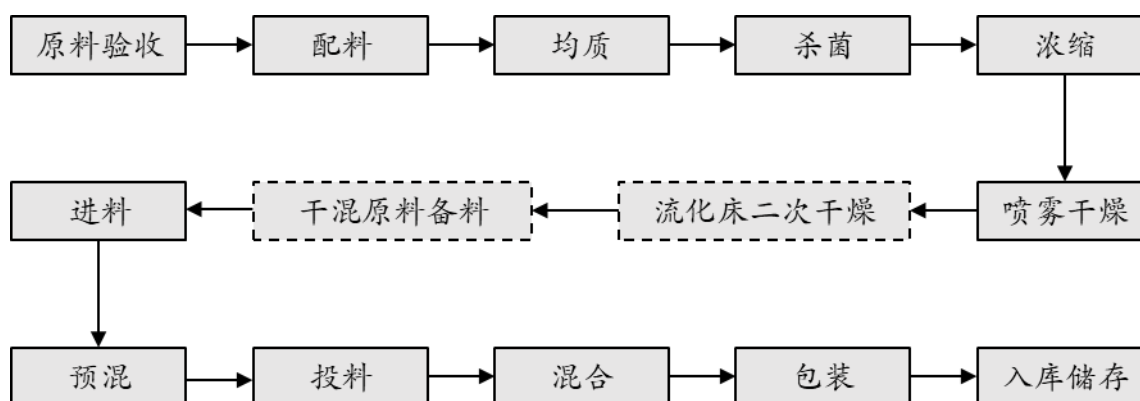 原料验收
配料
均质
杀菌
浓缩
进料
干混原料备料
流化床二次干燥
喷雾干燥
预混
投料
混合
包装
入库储存